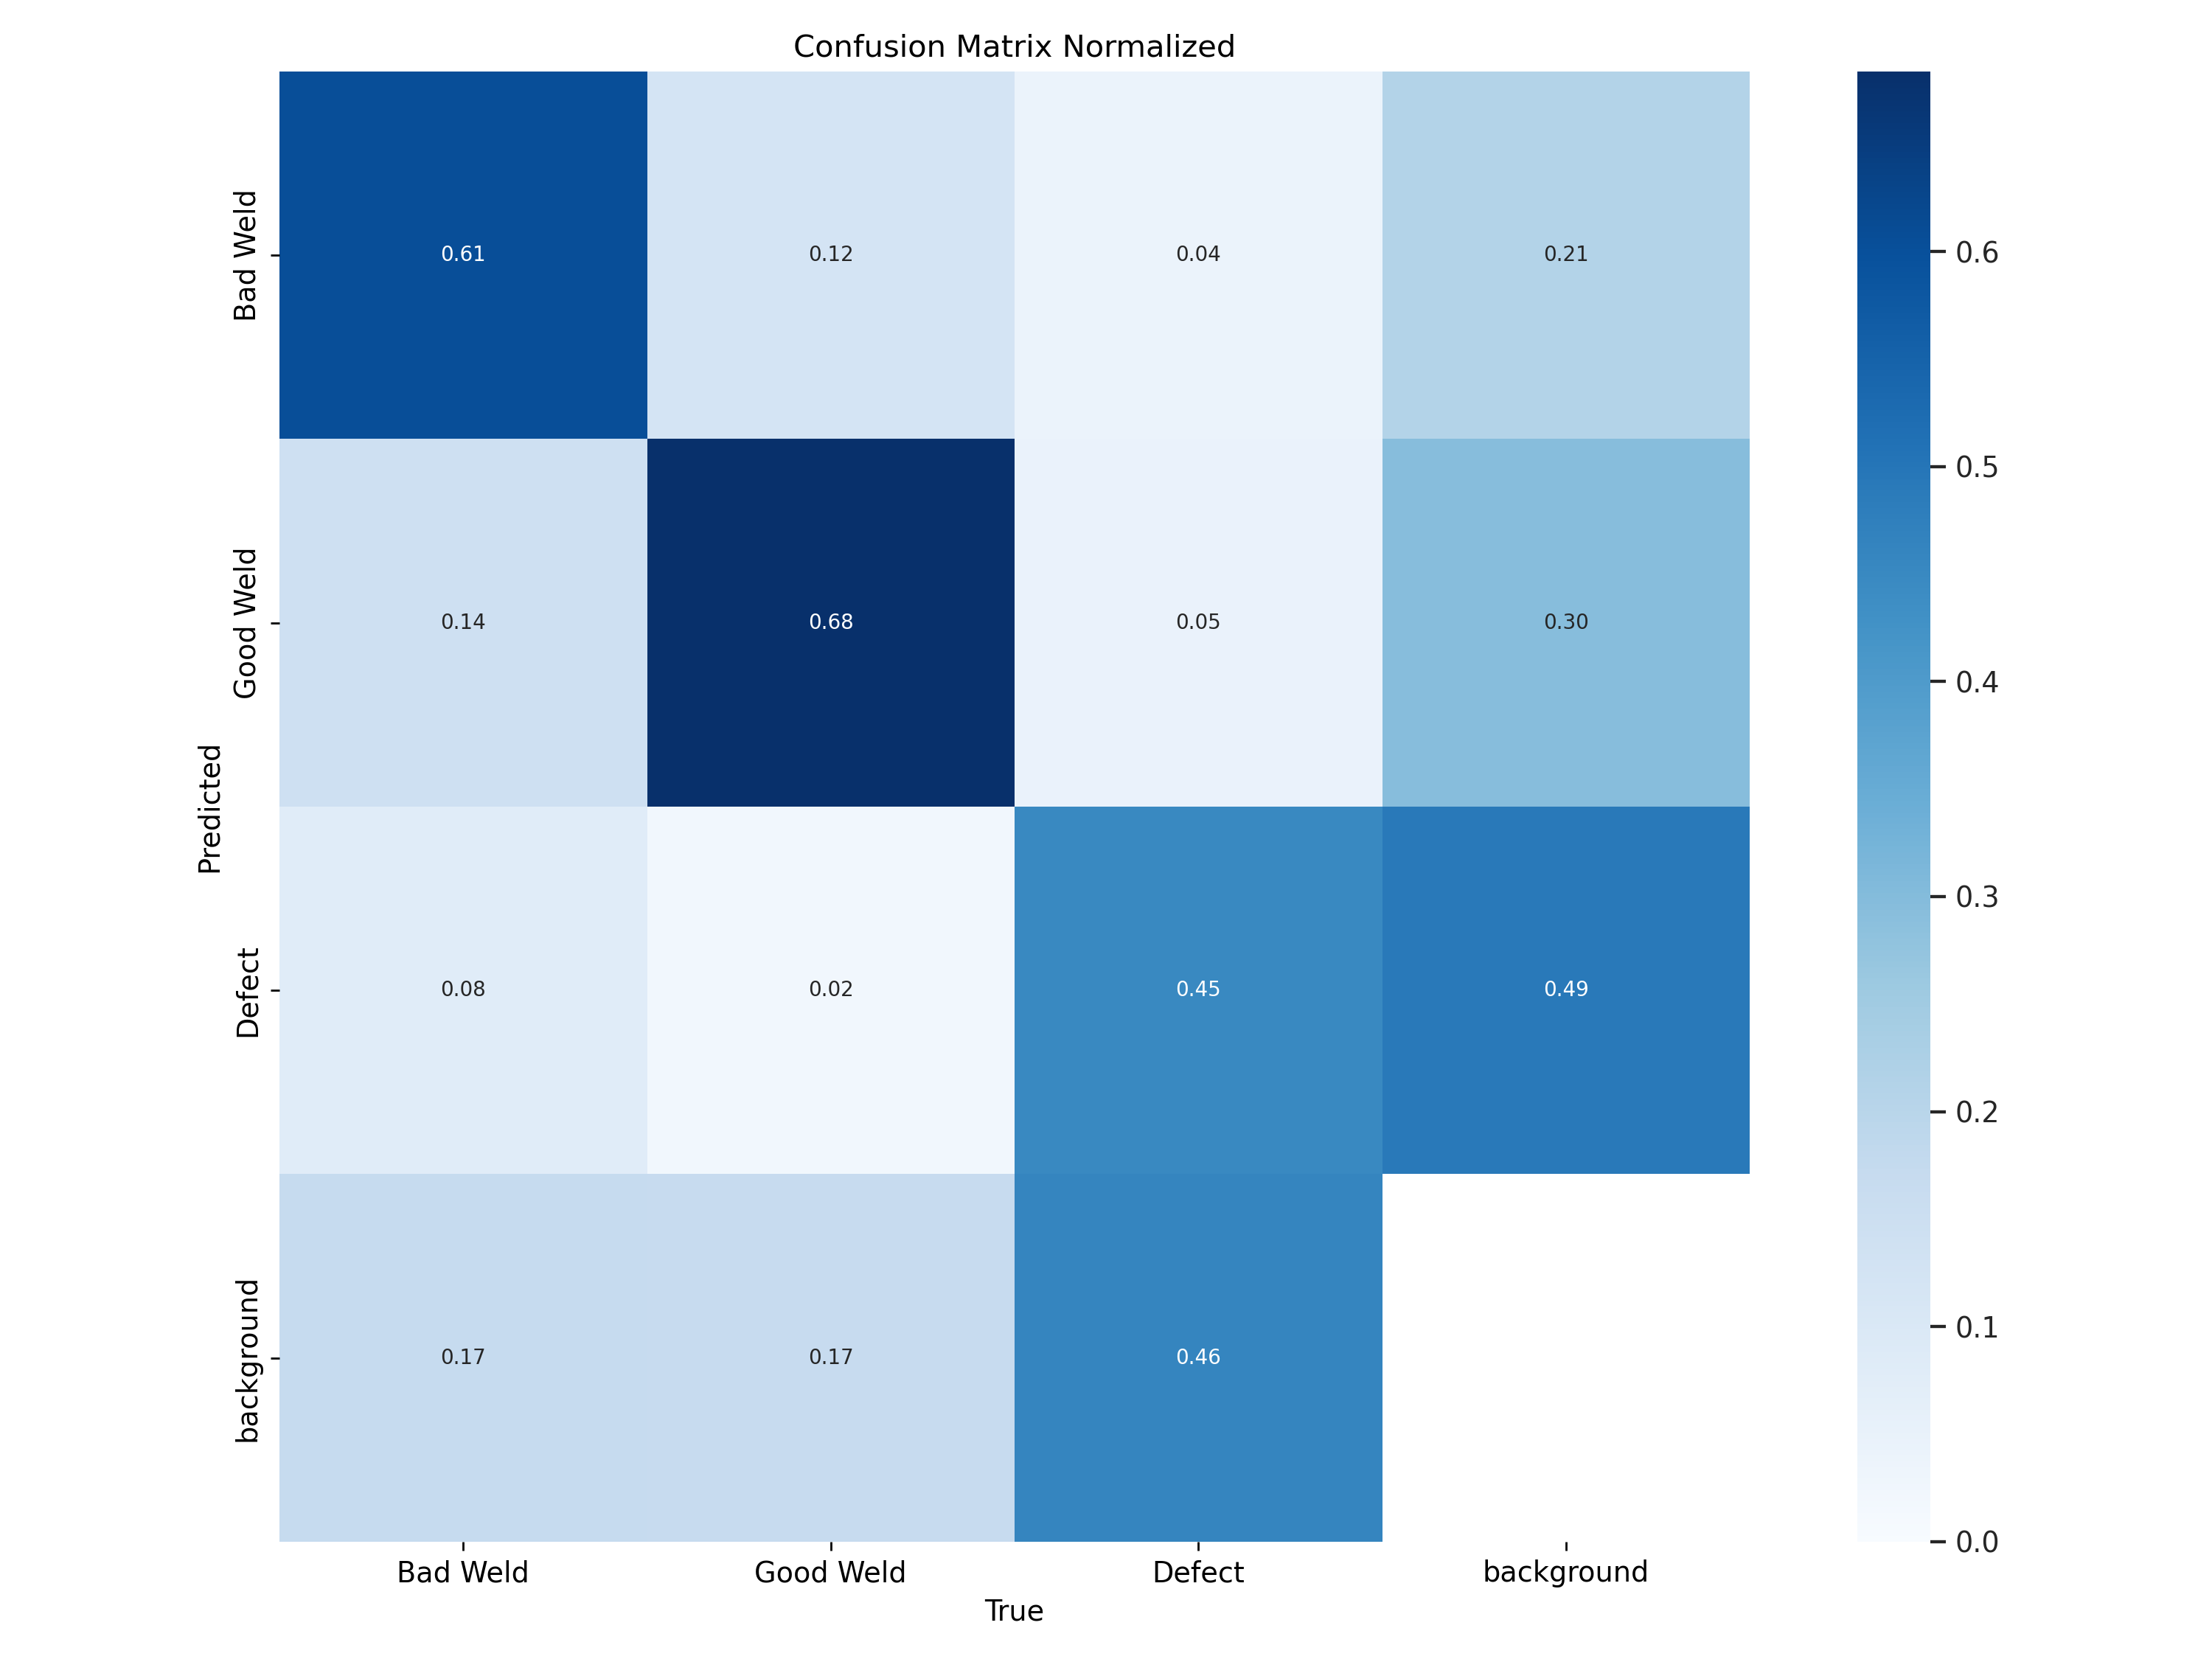 Confusion Matrix Normalized
Bad Weld 0.61 0.12 0.04 0.21
Good Weld 0.14 0.68 0.05 0.30
Defect 0.08 0.02 0.45 0.49
background 0.17 0.17 0.46
Predicted
Bad Weld Good Weld Defect background
True
0.6
0.5
0.4
0.3
0.2
0.1
0.0